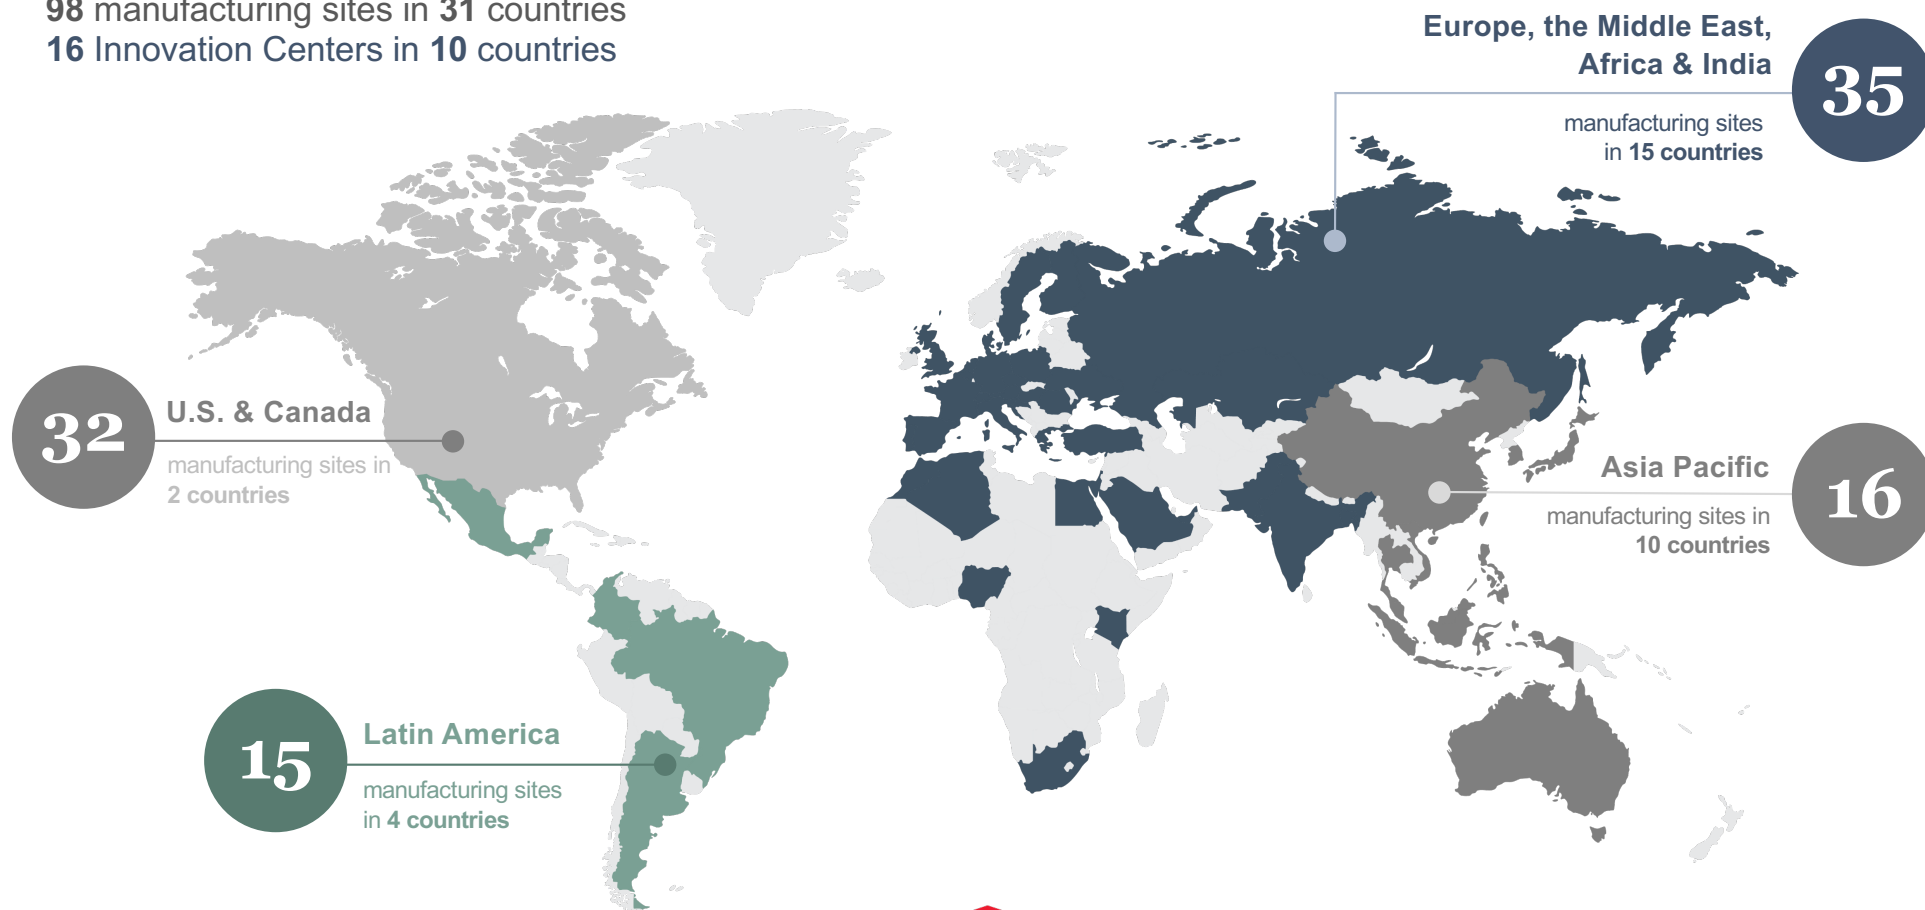 98 manufacturing sites in 31 countries
16 Innovation Centers in 10 countries
Europe, the Middle East,
Africa & India
35
manufacturing sites
in 15 countries
32
U.S. & Canada
manufacturing sites in
2 countries
Asia Pacific
16
manufacturing sites in
10 countries
15
Latin America
manufacturing sites
in 4 countries